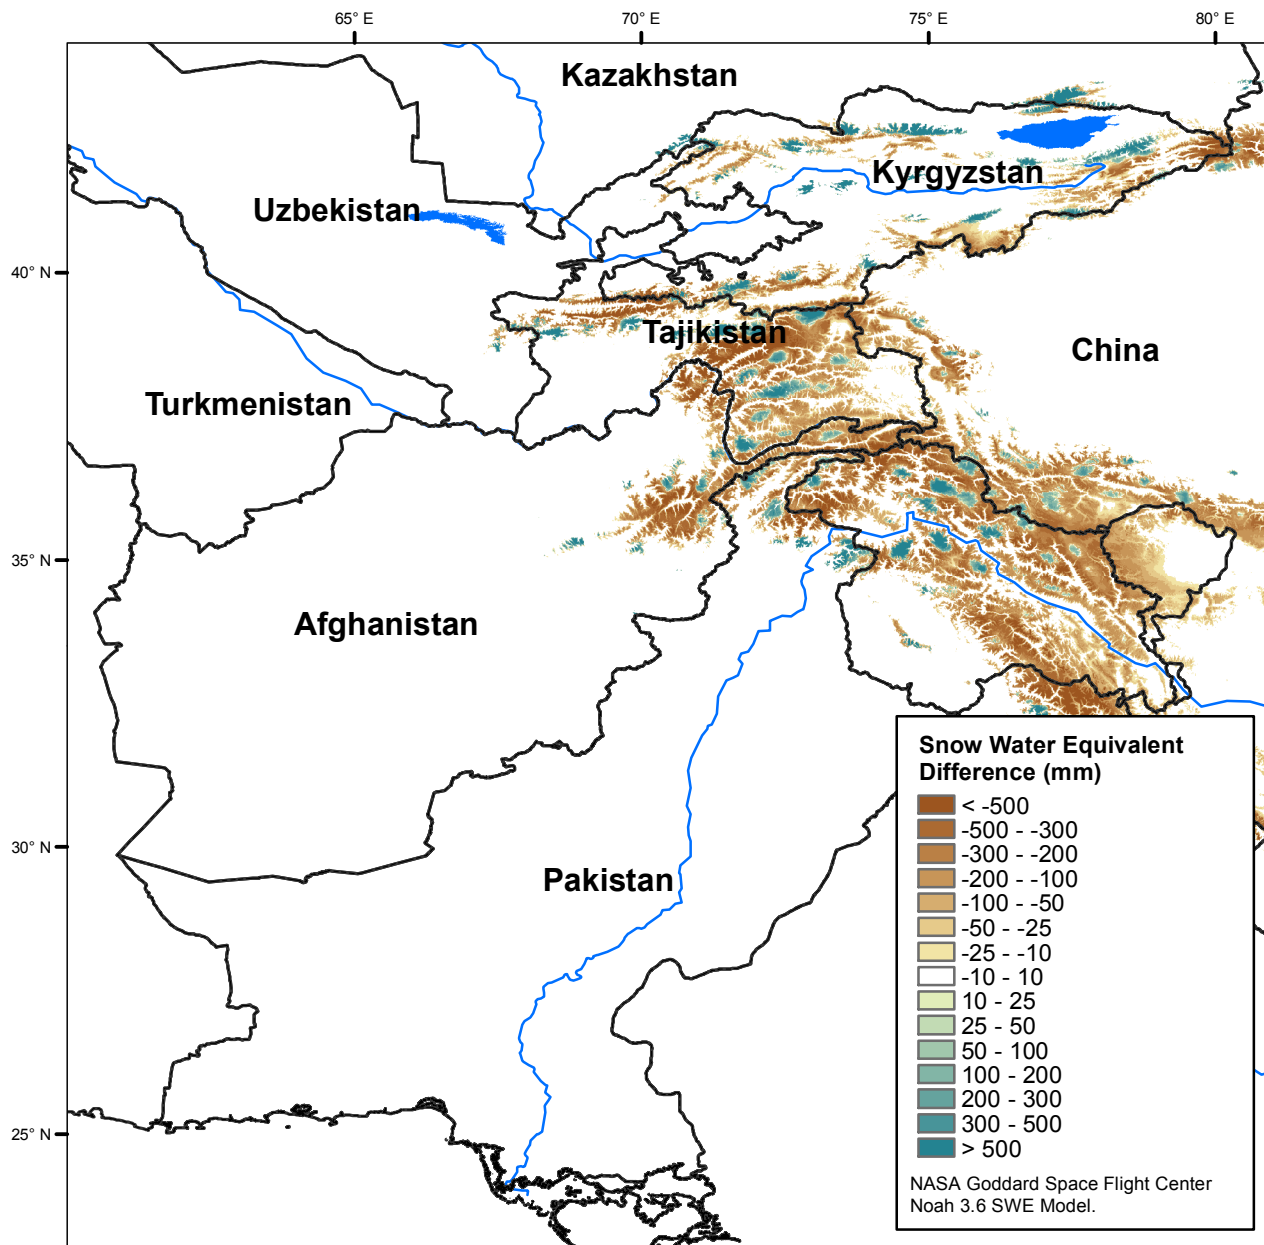 65° E
70° E
75° E
80° E
Kazakhstan
Kyrgyzstan
Uzbekistan
40° N
Tajikistan
China
Turkmenistan
35° N
Afghanistan
30° N
Pakistan
25° N
Snow Water Equivalent
Difference (mm)
< -500
-500 - -300
-300 - -200
-200 - -100
-100 - -50
-50 - -25
-25 - -10
-10 - 10
10 - 25
25 - 50
50 - 100
100 - 200
200 - 300
300 - 500
> 500
NASA Goddard Space Flight Center
Noah 3.6 SWE Model.